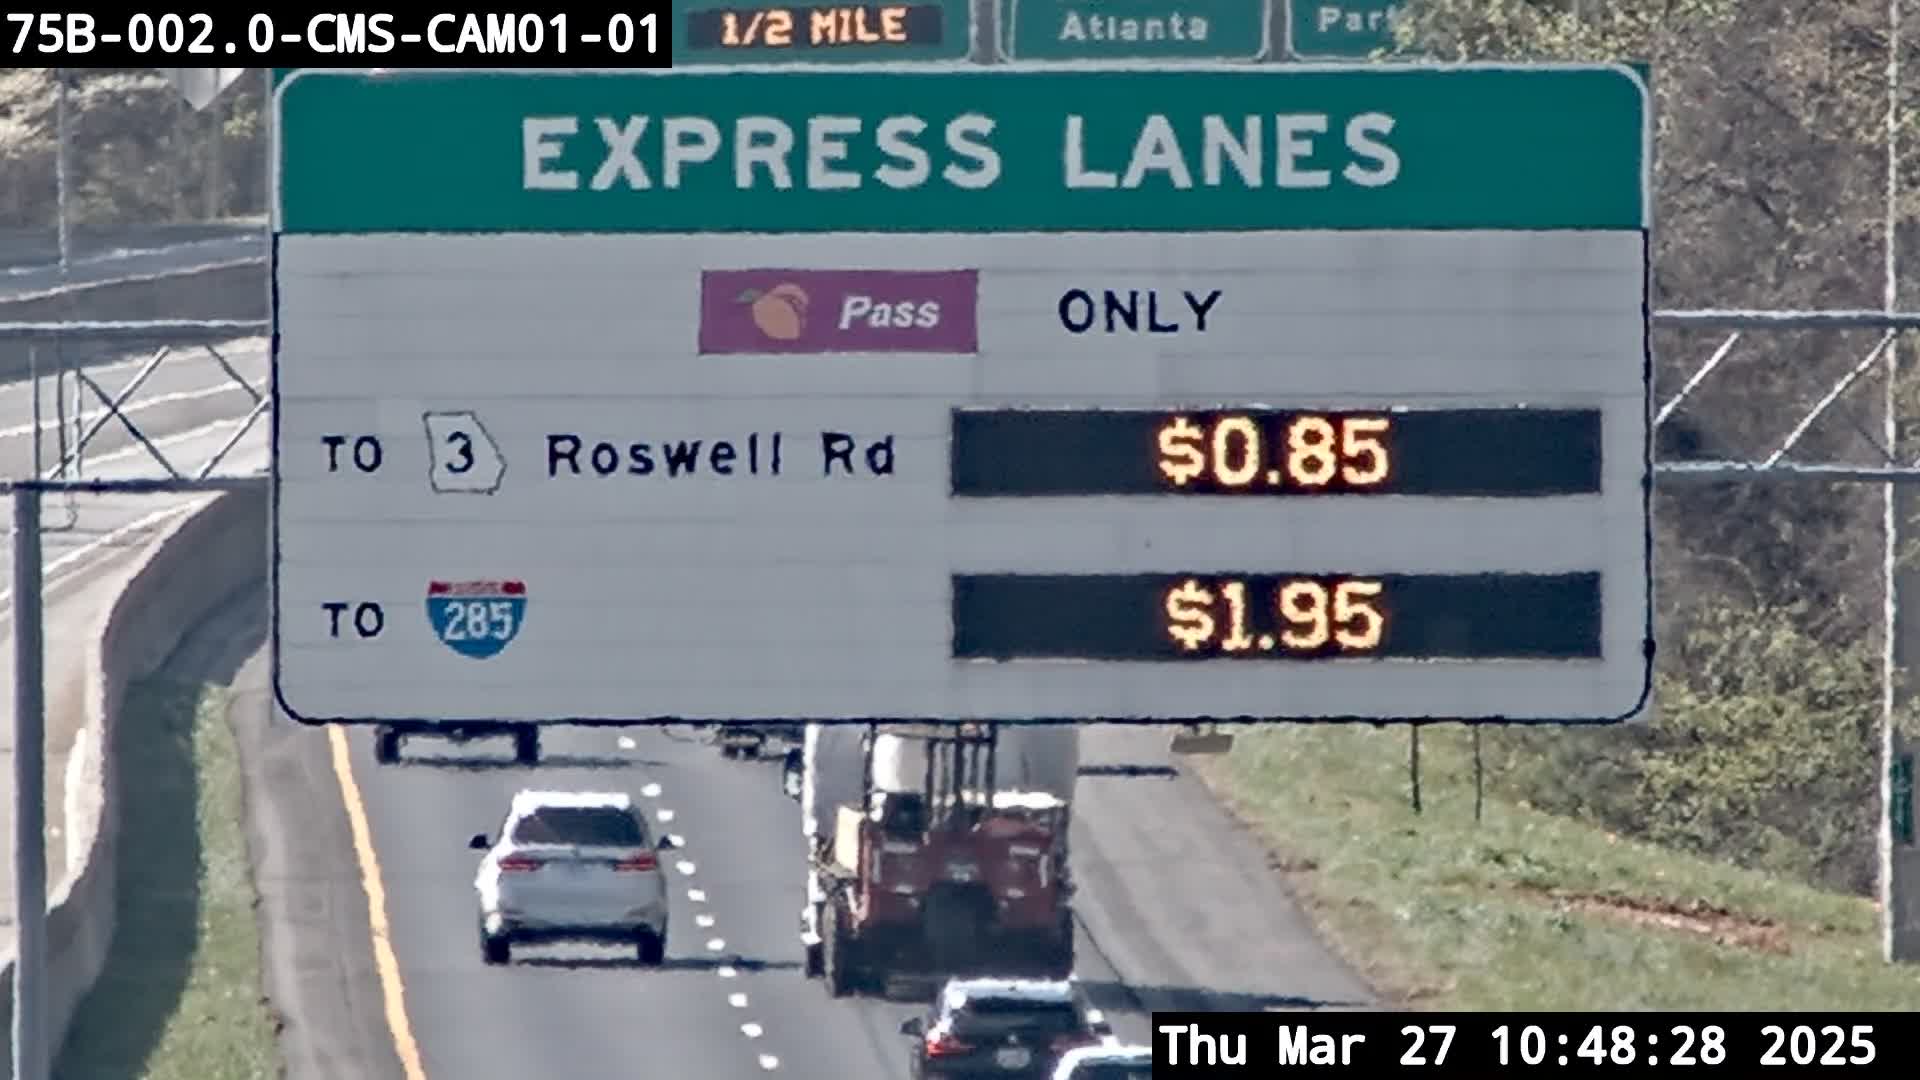 75B-002.0-CMS-CAM01-01
1/2 MILE
Atlanta
EXPRESS LANES
Pass ONLY
TO 3 Roswell Rd $0.85
TO 285 $1.95
Thu Mar 27 10:48:28 2025